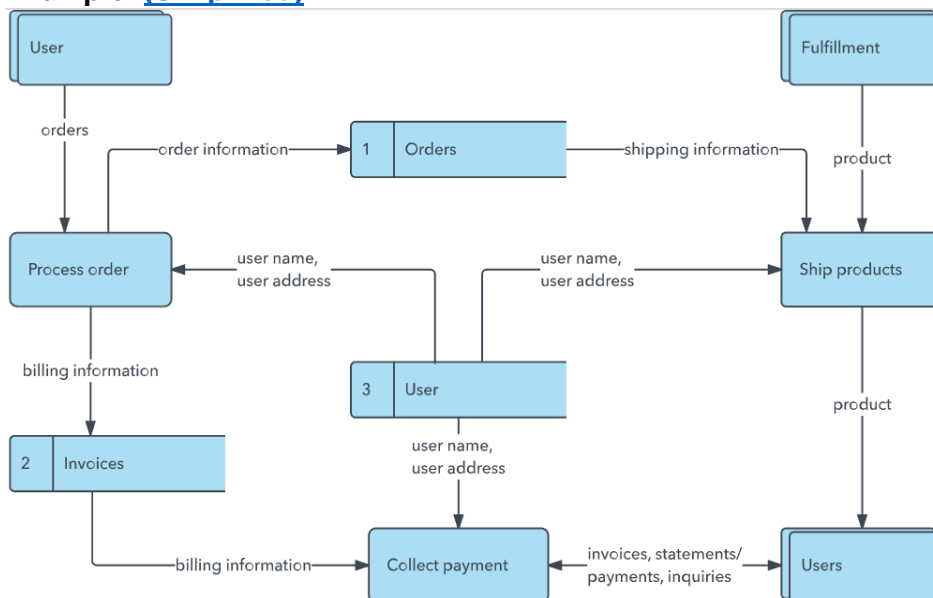 User
Fulfillment
orders
order information
1
Orders
shipping information
product
Process order
user name,
user address
user name,
user address
Ship products
billing information
3
User
product
user name,
user address
2
Invoices
billing information
Collect payment
invoices, statements/
payments, inquiries
Users